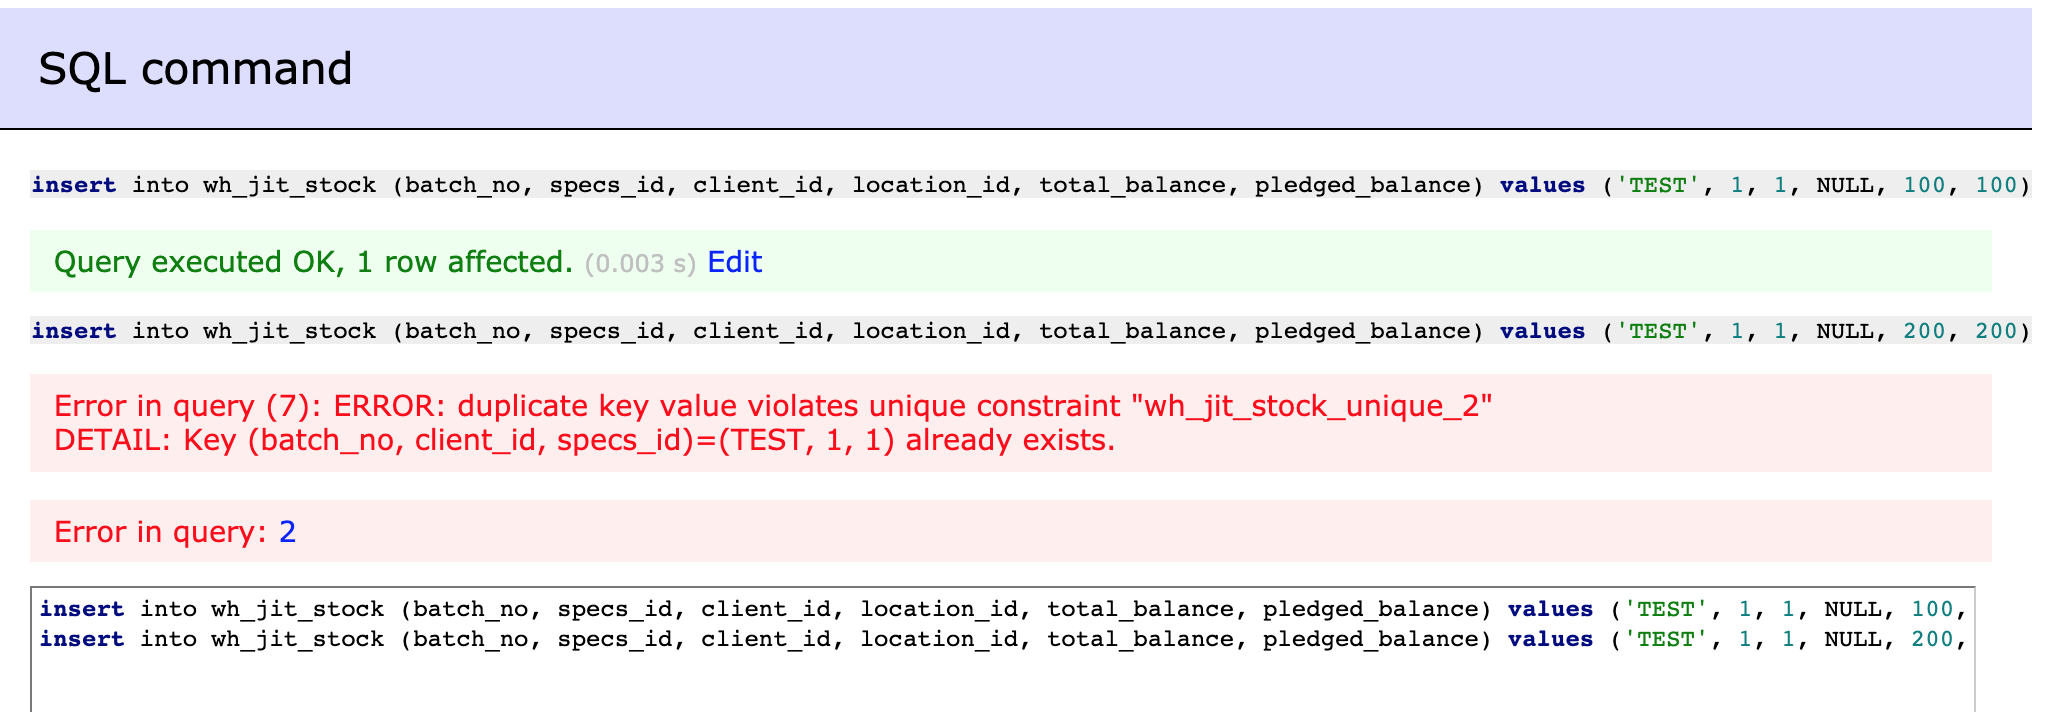 SQL command
insert into wh_jit_stock (batch_no, specs_id, client_id, location_id, total_balance, pledged_balance) values ('TEST', 1, 1, NULL, 100, 100)
Query executed OK, 1 row affected. (0.003 s) Edit
insert into wh_jit_stock (batch_no, specs_id, client_id, location_id, total_balance, pledged_balance) values ('TEST', 1, 1, NULL, 200, 200)
Error in query (7): ERROR: duplicate key value violates unique constraint "wh_jit_stock_unique_2"
DETAIL: Key (batch_no, client_id, specs_id)=(TEST, 1, 1) already exists.
Error in query: 2
insert into wh_jit_stock (batch_no, specs_id, client_id, location_id, total_balance, pledged_balance) values ('TEST', 1, 1, NULL, 100,
insert into wh_jit_stock (batch_no, specs_id, client_id, location_id, total_balance, pledged_balance) values ('TEST', 1, 1, NULL, 200,